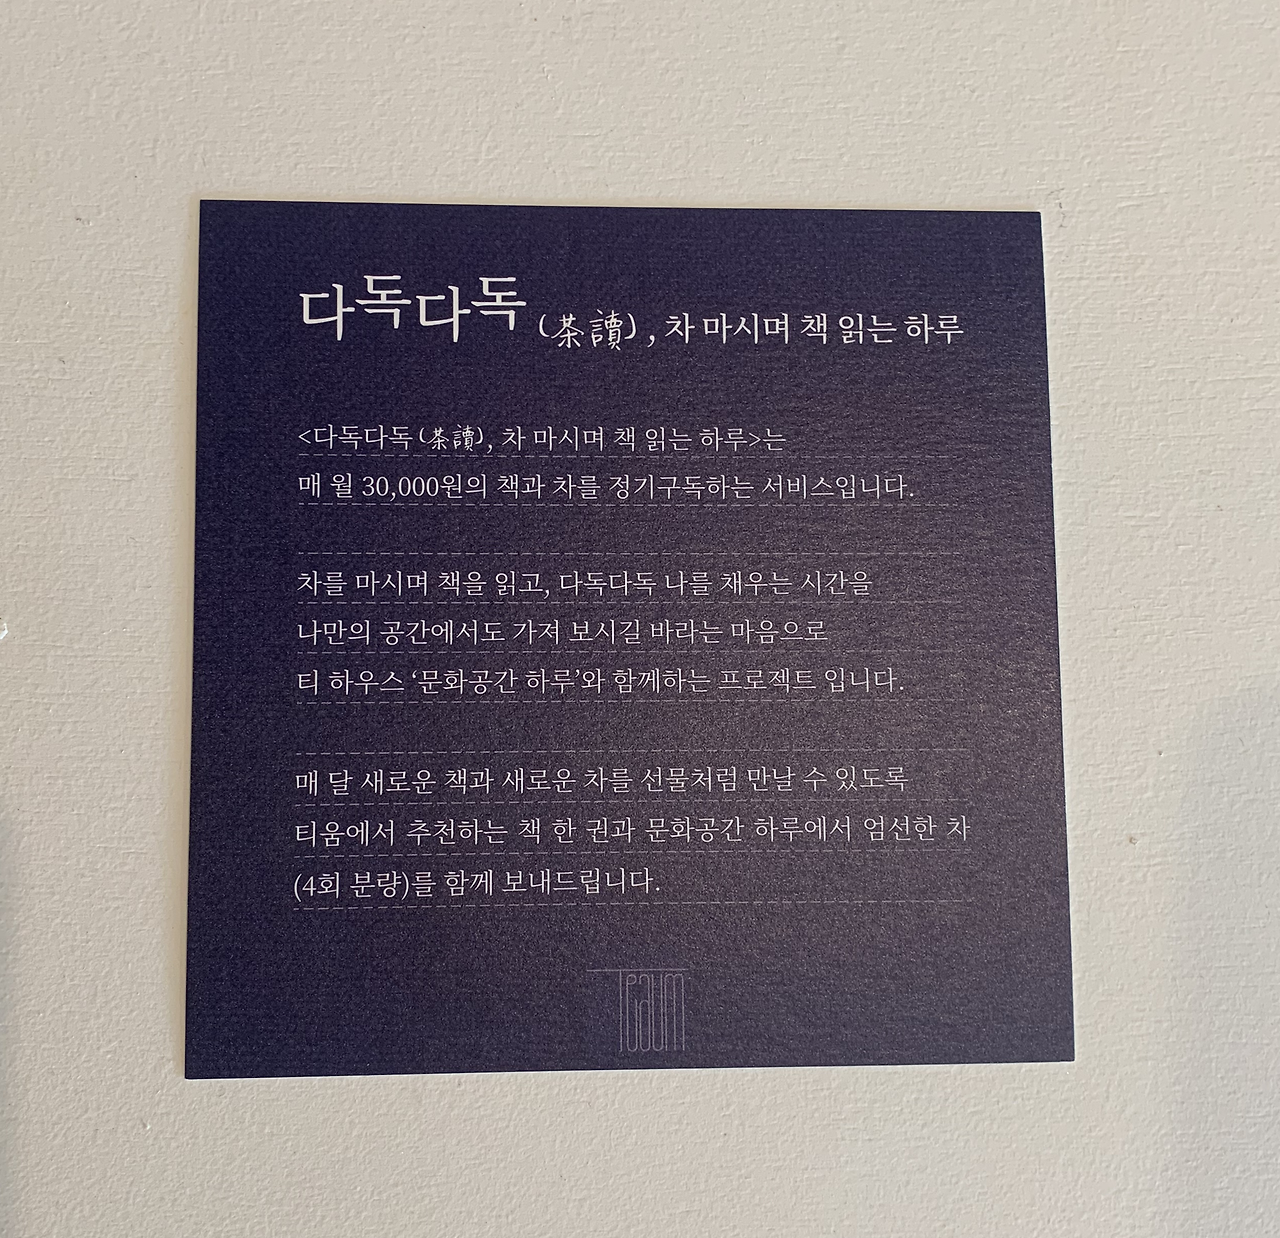 다독다독 (茶讀), 차 마시며 책 읽는 하루
<다독다독(茶讀), 차 마시며 책 읽는 하루>는
매 월 30,000원의 책과 차를 정기구독하는 서비스입니다.
차를 마시며 책을 읽고, 다독다독 나를 채우는 시간을
나만의 공간에서도 가져 보시길 바라는 마음으로
티 하우스 ‘문화공간 하루’와 함께하는 프로젝트 입니다.
매 달 새로운 책과 새로운 차를 선물처럼 만날 수 있도록
티움에서 추천하는 책 한 권과 문화공간 하루에서 엄선한 차
(4회 분량)를 함께 보내드립니다.
Teaum